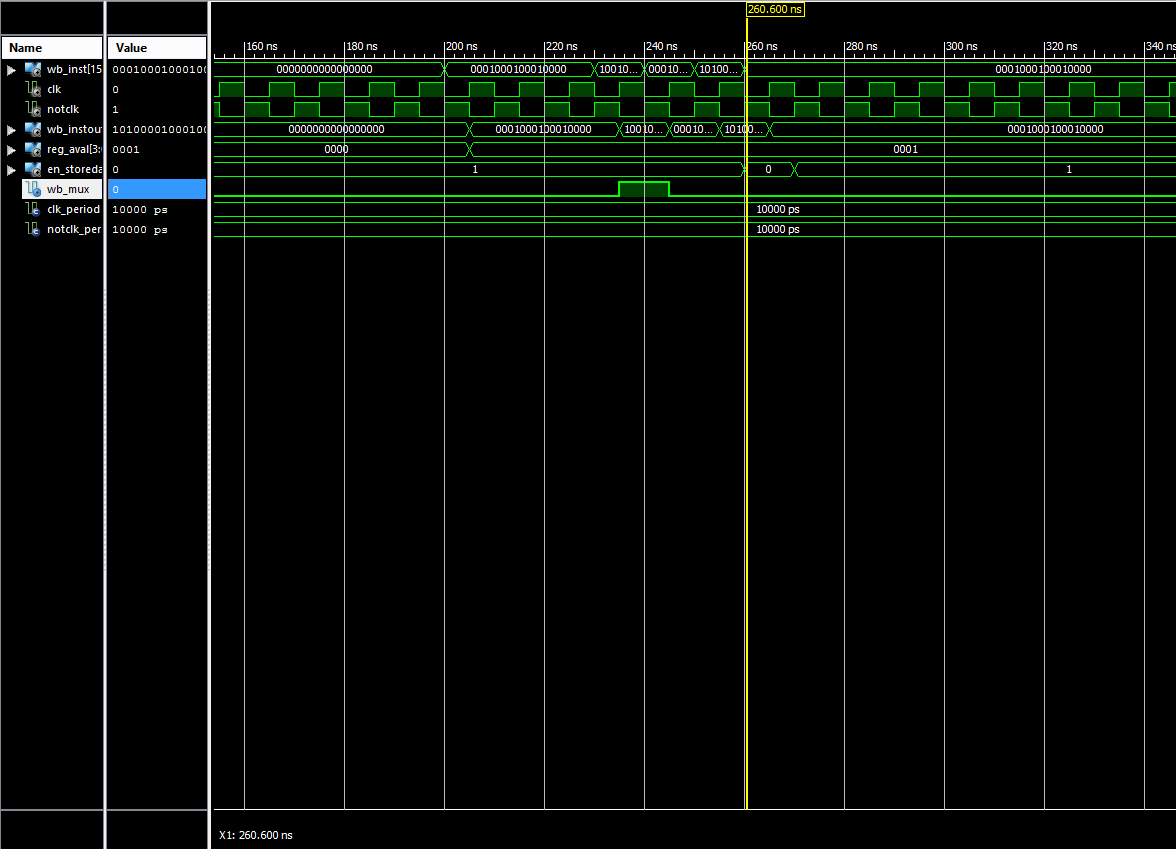 260.600 ns
Name Value 160 ns 180 ns 200 ns 220 ns 240 ns 260 ns 280 ns 300 ns 320 ns 340 ns
wb_inst[15 0001000100010( 0000000000000000 0001000100010000 10010... 00010... 10100... 0001000100010000
clk 0
notclk 1
wb_instou 1010000100010( 0000000000000000 0001000100010000 10010... 00010... 10100... 0001000100010000
reg_aval[3: 0001 0000 0001
en_storeda 0 1 0 1
wb_mux 0
clk_period 10000 ps 10000 ps
notclk_per 10000 ps 10000 ps
X1: 260.600 ns